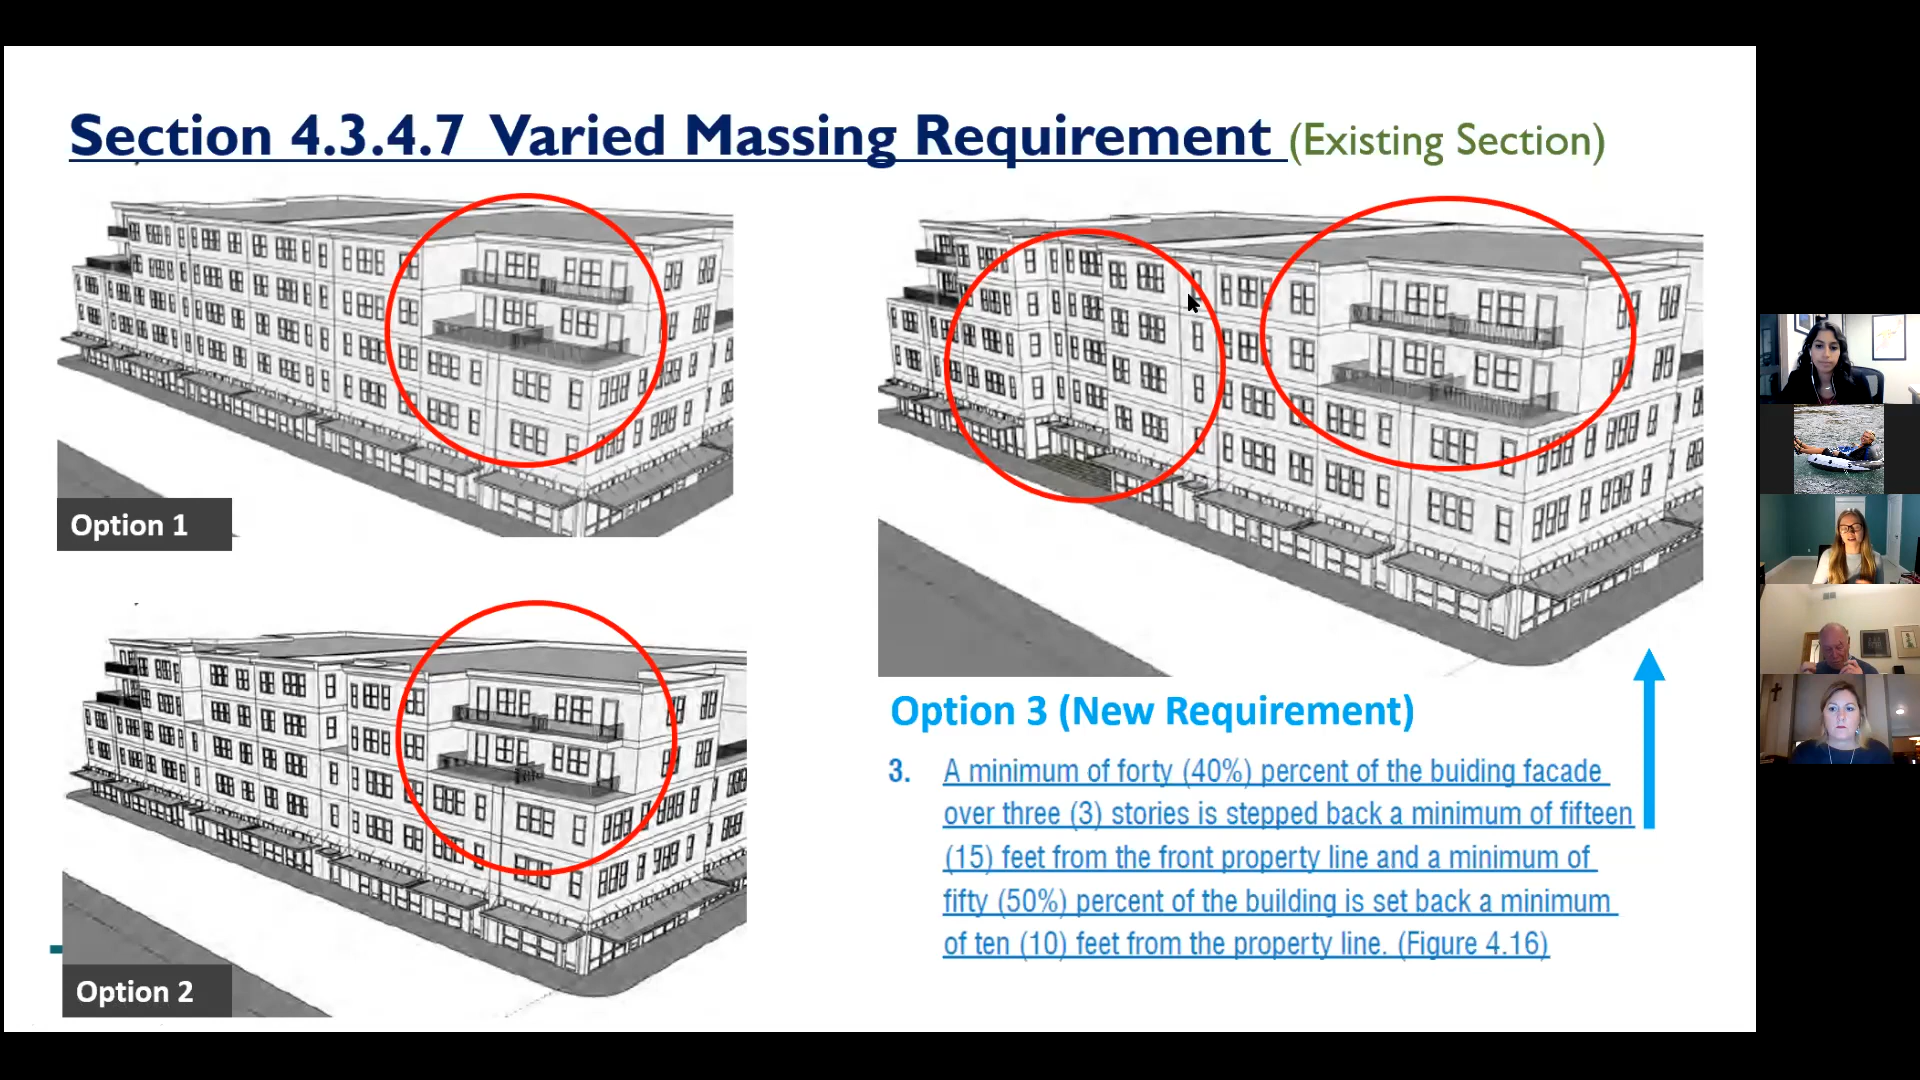 Section 4.3.4.7 Varied Massing Requirement (Existing Section)
Option 1
Option 2
Option 3 (New Requirement)
3. A minimum of forty (40%) percent of the buiding facade
over three (3) stories is stepped back a minimum of fifteen
(15) feet from the front property line and a minimum of
fifty (50%) percent of the building is set back a minimum
of ten (10) feet from the property line. (Figure 4.16)